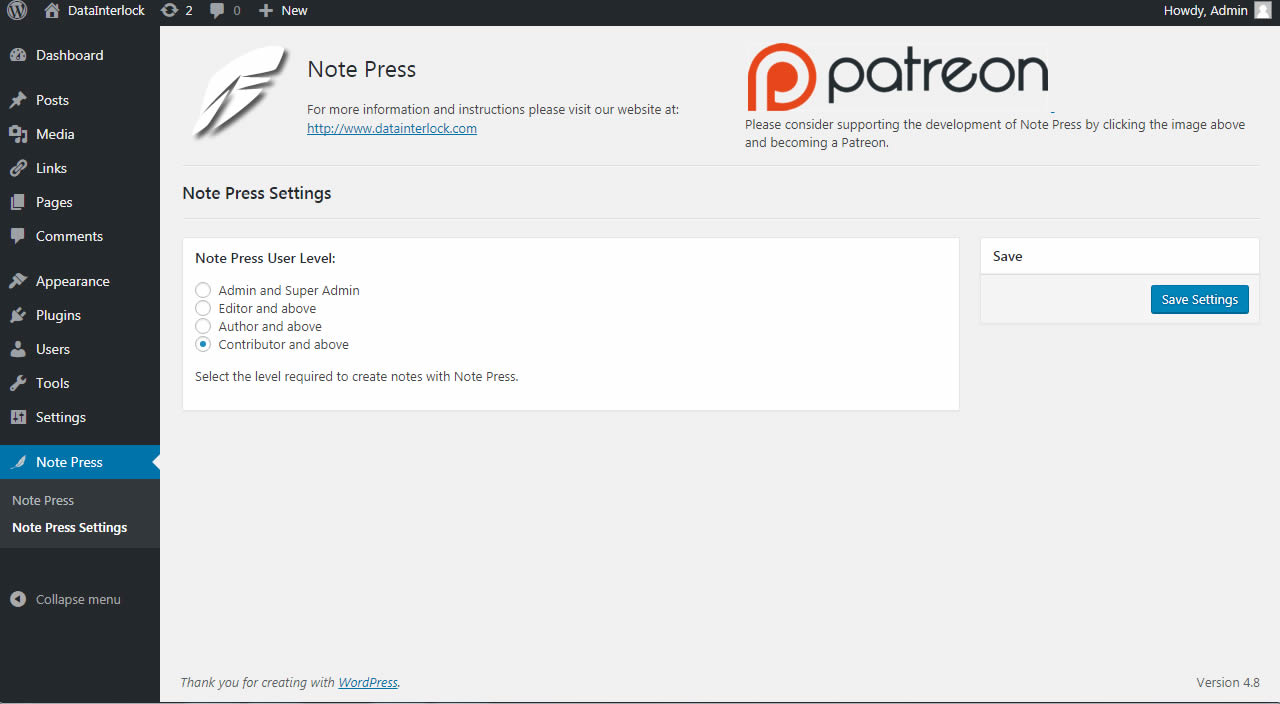 DataInterlock 2 0 New Howdy, Admin
Dashboard
Posts
Media
Links
Pages
Comments
Appearance
Plugins
Users
Tools
Settings
Note Press
Note Press
Note Press Settings
Collapse menu
Note Press
For more information and instructions please visit our website at:
http://www.datainterlock.com
patreon
Please consider supporting the development of Note Press by clicking the image above
and becoming a Patreon.
Note Press Settings
Note Press User Level:
Admin and Super Admin
Editor and above
Author and above
Contributor and above
Select the level required to create notes with Note Press.
Save
Save Settings
Thank you for creating with WordPress.
Version 4.8